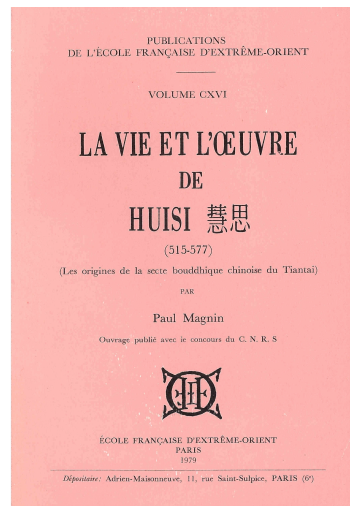 PUBLICATIONS
DE L'ÉCOLE FRANÇAISE D'EXTRÊME-ORIENT
VOLUME CXVI
LA VIE ET L'ŒUVRE
DE
HUISI 慧思
(515-577)
(Les origines de la secte bouddhique chinoise du Tiantai)
PAR
Paul Magnin
Ouvrage publié avec le concours du C. N. R. S
ÉCOLE FRANÇAISE D'EXTRÊME-ORIENT
PARIS
1979
Dépositaire: Adrien-Maisonneuve, 11, rue Saint-Sulpice, PARIS (6e)